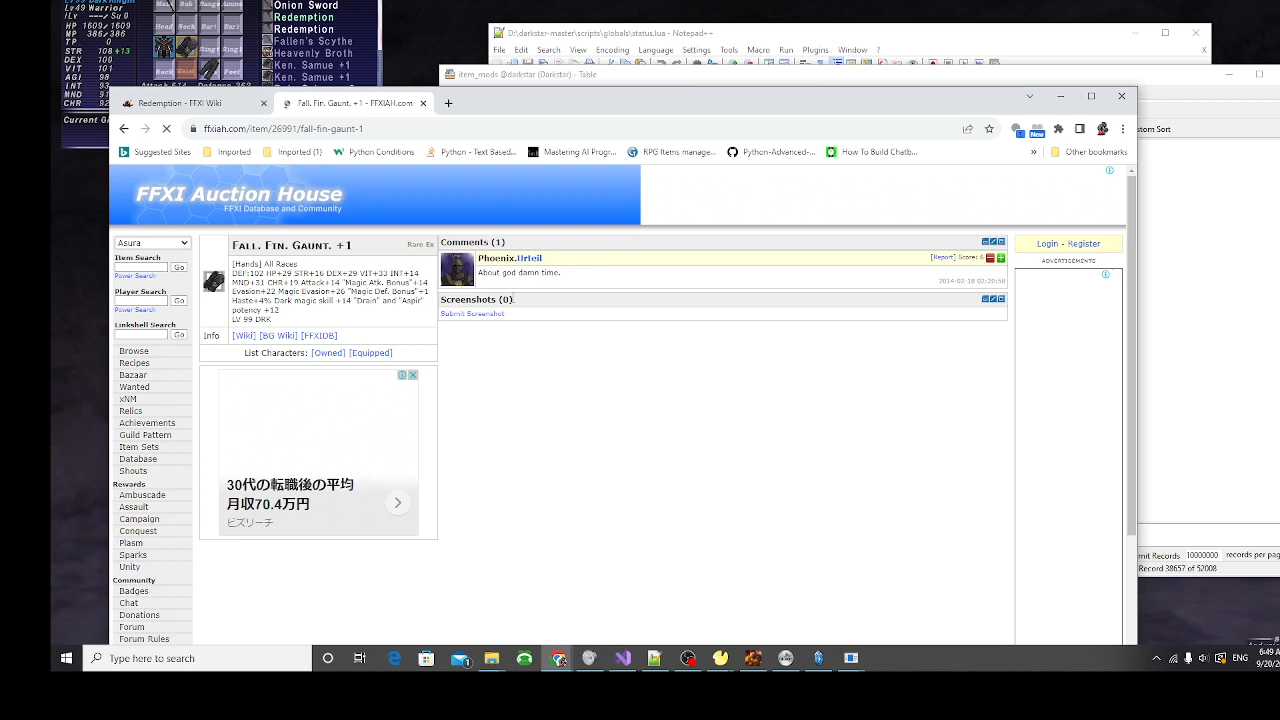 Lv49 Warrior
HP 1609/1609
MP 386/386
TP 0
STR 108 +13
DEX 100
VIT 101
AGI 98
INT 93
MND 91
CHR 92
Onion Sword
Redemption
Redemption
Fallen's Scythe
Heavenly Broth
Ken. Samue +1
Ken. Samue +1
D:\darkstar-master\scripts\globals\status.lua - Notepad++
File Edit Search View Encoding Language Settings Tools Macro Run Plugins Window ? X
item_mods @darkstar (Darkstar) - Table
Redemption - FFXI Wiki
Fall. Fin. Gaunt. +1 - FFXIAH.com
ffxiah.com/item/26991/fall-fin-gaunt-1
New
Suggested Sites
Imported
Imported (1)
Python Conditions
Python - Text Based...
Mastering AI Progr...
RPG Items manage...
Python-Advanced-...
How To Build Chatb...
Other bookmarks
FFXI Auction House
FFXI Database and Community
Asura
Item Search
Go
Power Search
Player Search
Go
Power Search
Linkshell Search
Go
Browse
Recipes
Bazaar
Wanted
xNM
Relics
Achievements
Guild Pattern
Item Sets
Database
Shouts
Rewards
Ambuscade
Assault
Campaign
Conquest
Plasm
Sparks
Unity
Community
Badges
Chat
Donations
Forum
Forum Rules
Fall. Fin. Gaunt. +1
Rare Ex
[Hands] All Races
DEF:102 HP+29 STR+16 DEX+29 VIT+33 INT+14
MND+31 CHR+19 Attack+14 "Magic Atk. Bonus"+14
Evasion+22 Magic Evasion+26 "Magic Def. Bonus"+1
Haste+4% Dark magic skill +14 "Drain" and "Aspir"
potency +12
LV 99 DRK
Info [Wiki] [BG Wiki] [FFXIDB]
List Characters: [Owned] [Equipped]
30代の転職後の平均
月収70.4万円
ビズリーチ
Comments (1)
Phoenix.Urteil
[Report] Score: 6
About god damn time.
2014-02-18 02:20:58
Screenshots (0)
Submit Screenshot
Login - Register
ADVERTISEMENTS
10000000 records per pag
Record 38657 of 52008
Type here to search
ENG
6:49 A